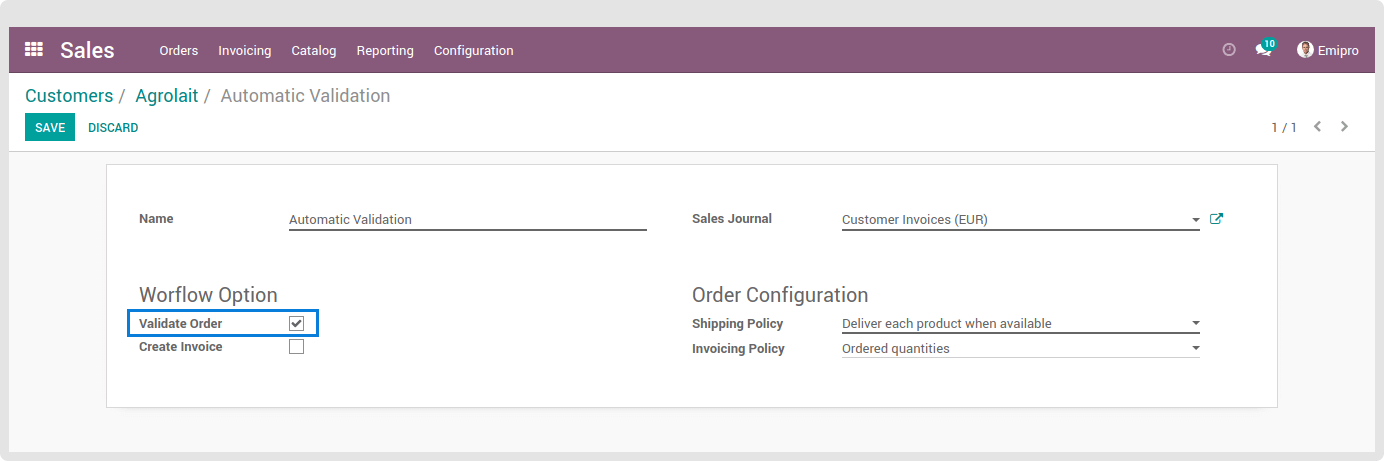 Sales Orders Invoicing Catalog Reporting Configuration 10 Emipro
Customers / Agrolait / Automatic Validation
SAVE DISCARD 1 / 1
Name Automatic Validation Sales Journal Customer Invoices (EUR)
Worflow Option Order Configuration
Validate Order Shipping Policy Deliver each product when available
Create Invoice Invoicing Policy Ordered quantities